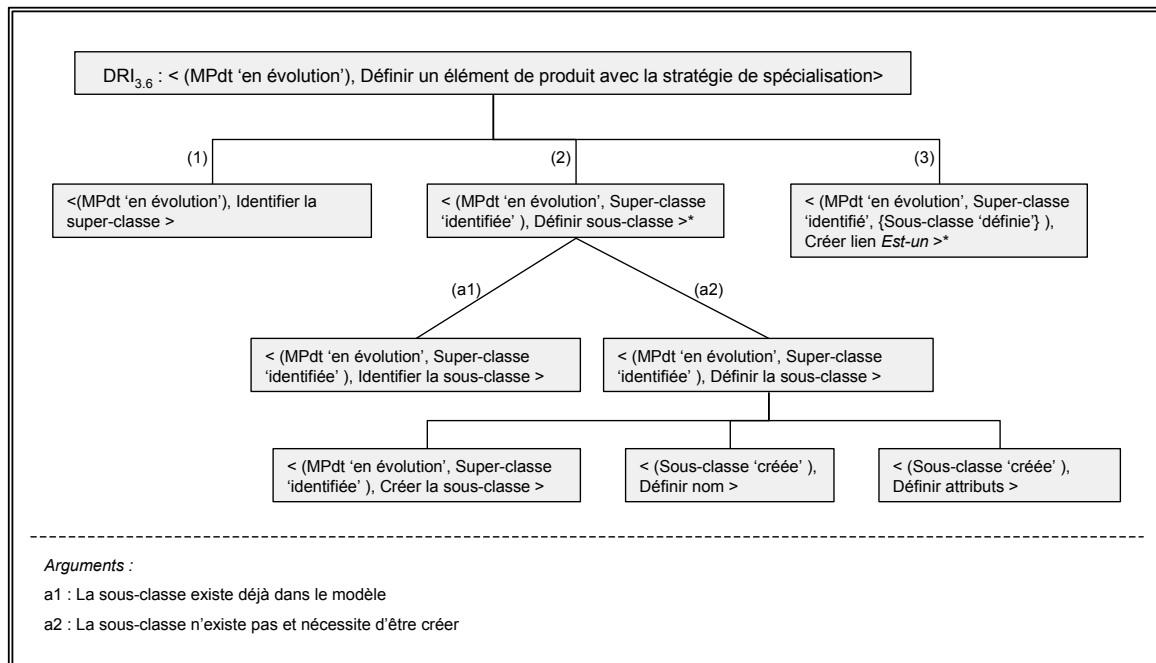 DRI3.6 : < (MPdt ‘en évolution’), Définir un élément de produit avec la stratégie de spécialisation>
(1)
(2)
(3)
<(MPdt ‘en évolution’), Identifier la
super-classe >
< (MPdt ‘en évolution’, Super-classe
‘identifiée’ ), Définir sous-classe >*
< (MPdt ‘en évolution’, Super-classe
‘identifié’, {Sous-classe ‘définie’} ),
Créer lien Est-un >*
(a1)
(a2)
< (MPdt ‘en évolution’, Super-classe
‘identifiée’ ), Identifier la sous-classe >
< (MPdt ‘en évolution’, Super-classe
‘identifiée’ ), Définir la sous-classe >
< (MPdt ‘en évolution’, Super-classe
‘identifiée’ ), Créer la sous-classe >
< (Sous-classe ‘créée’ ),
Définir nom >
< (Sous-classe ‘créée’ ),
Définir attributs >
Arguments :
a1 : La sous-classe existe déjà dans le modèle
a2 : La sous-classe n’existe pas et nécessite d’être créer